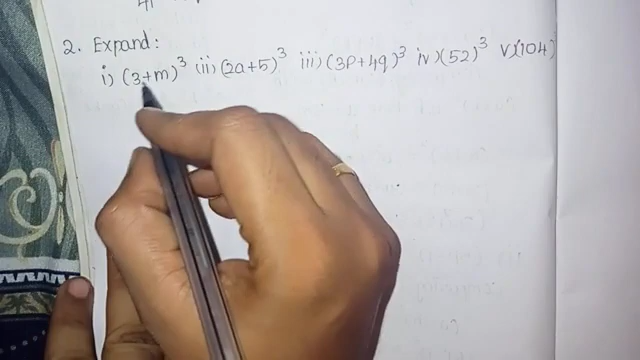 2. Expand:
i) (3+m)³ (ii) (2a+5)³ iii) (3p+4q)³ iv) (52)³ v) (104)